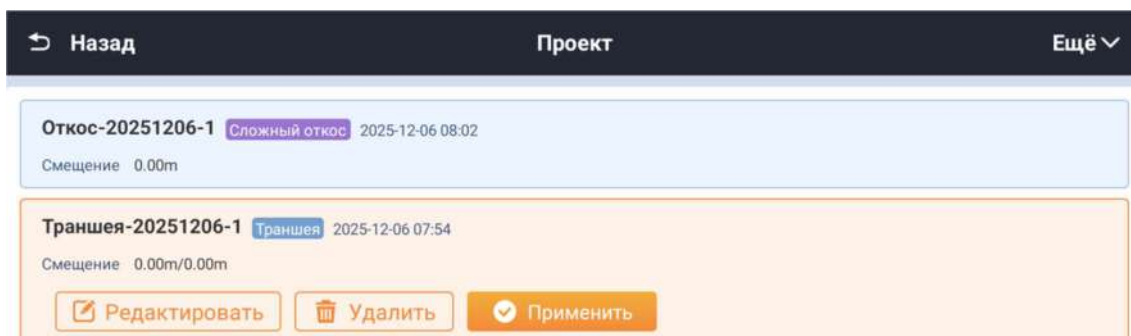 Назад Проект Ещё
Откос-20251206-1 Сложный откос 2025-12-06 08:02
Смещение 0.00m
Траншея-20251206-1 Траншея 2025-12-06 07:54
Смещение 0.00m/0.00m
Редактировать Удалить Применить